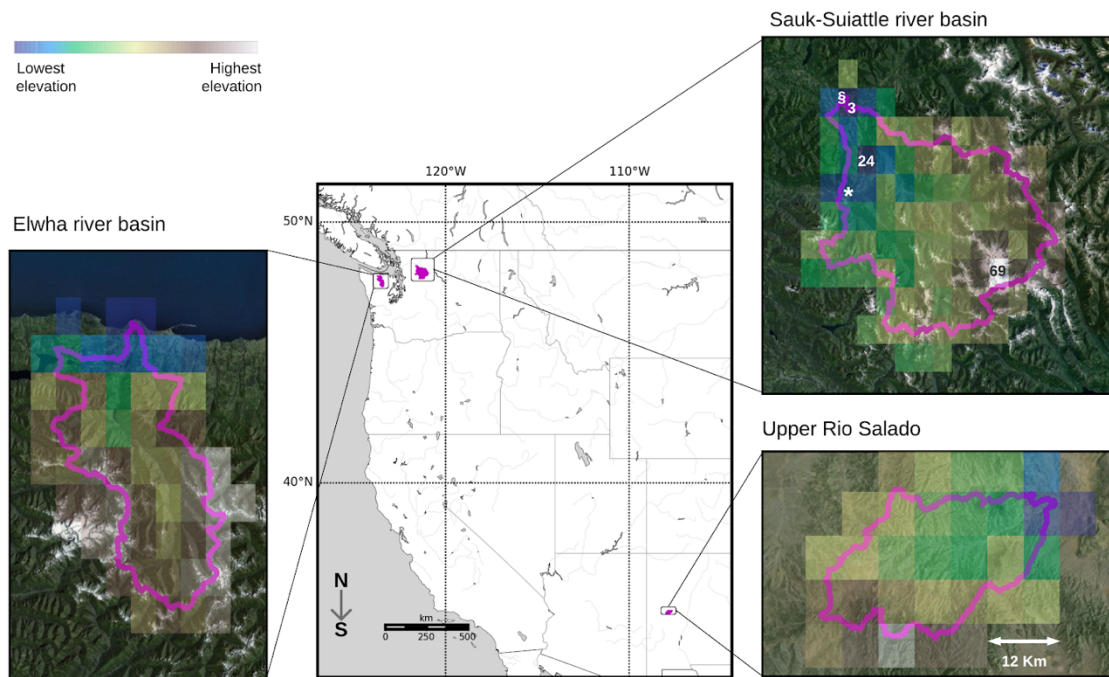 Sauk-Suiattle river basin
Lowest
elevation
Highest
elevation
§
3
24
*
69
120°W
110°W
50°N
40°N
Elwha river basin
N
S
km
0 250 500
Upper Rio Salado
12 Km